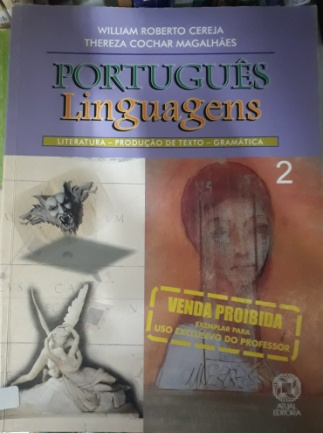 WILLIAM ROBERTO CEREJA
THEREZA COCHAR MAGALHÃES
PORTUGUÊS
Linguagens
LITERATURA – PRODUÇÃO DE TEXTO – GRAMÁTICA
2
VENDA PROIBIDA
EXEMPLAR PARA
USO EXCLUSIVO DO PROFESSOR
ATUAL
EDITORA